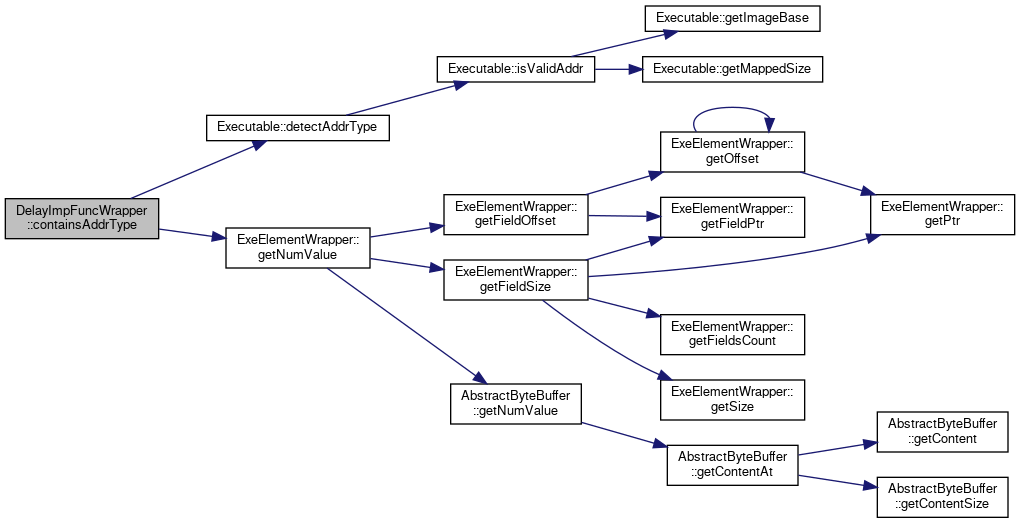 Executable::getImageBase
Executable::isValidAddr
Executable::getMappedSize
Executable::detectAddrType
ExeElementWrapper::
getOffset
DelayImpFuncWrapper
::containsAddrType
ExeElementWrapper::
getFieldOffset
ExeElementWrapper::
getFieldPtr
ExeElementWrapper::
getPtr
ExeElementWrapper::
getNumValue
ExeElementWrapper::
getFieldSize
ExeElementWrapper::
getFieldsCount
ExeElementWrapper::
getSize
AbstractByteBuffer
::getNumValue
AbstractByteBuffer
::getContent
AbstractByteBuffer
::getContentAt
AbstractByteBuffer
::getContentSize